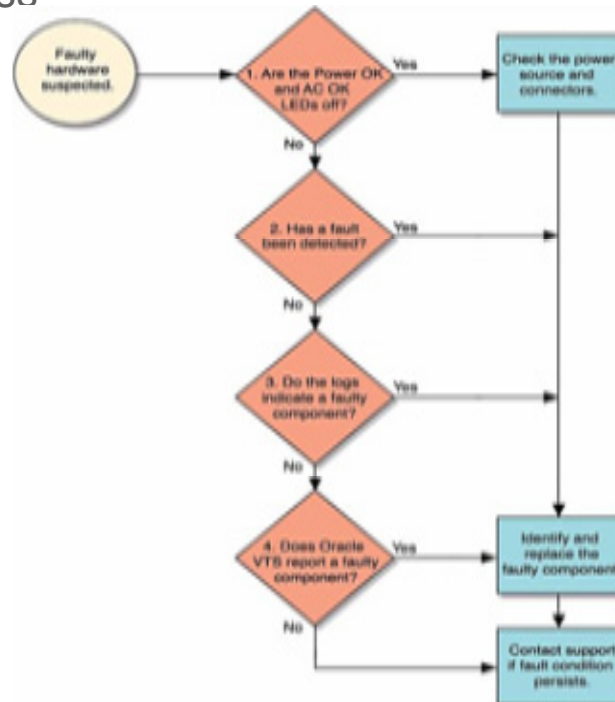 Faulty
hardware
suspected.
1. Are the Power OK
and AC OK
LEDs off?
Yes
Check the power
source and
connectors.
No
2. Has a fault
been detected?
Yes
No
3. Do the logs
indicate a faulty
component?
Yes
No
4. Does Oracle
VTS report a faulty
component?
Yes
Identify and
replace the
faulty component
No
Contact support
if fault condition
persists.